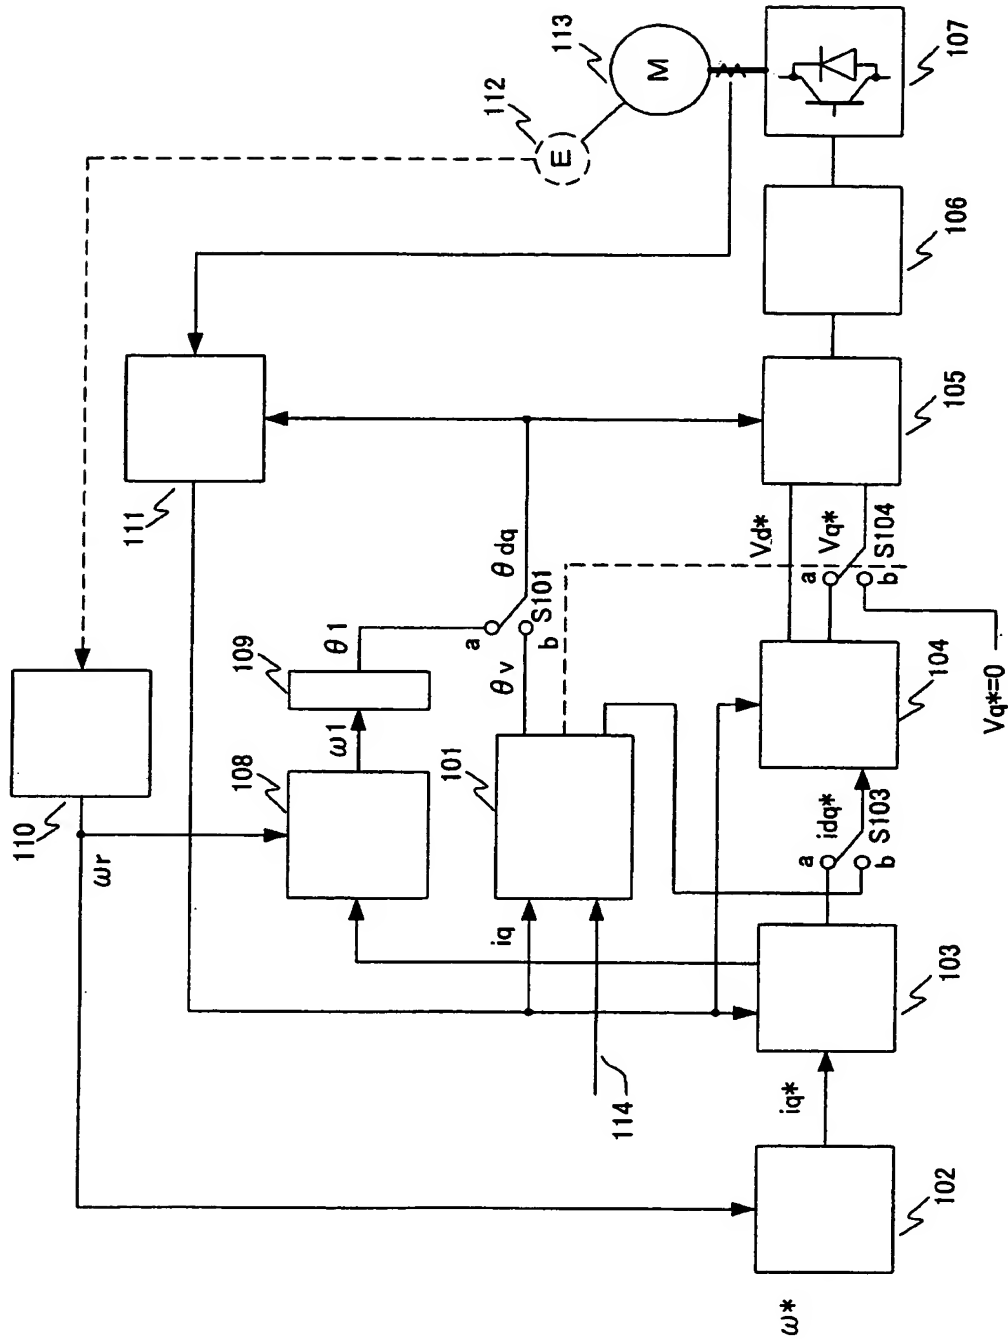 113
M
107
112
E
106
105
111
θdq
Vd*
Vq*
S104
a
b
S101
a
b
θ1
θv
109
ω1
108
101
104
Vq*=0
110
ωr
idq*
S103
a
b
iq
103
114
iq*
102
ω*